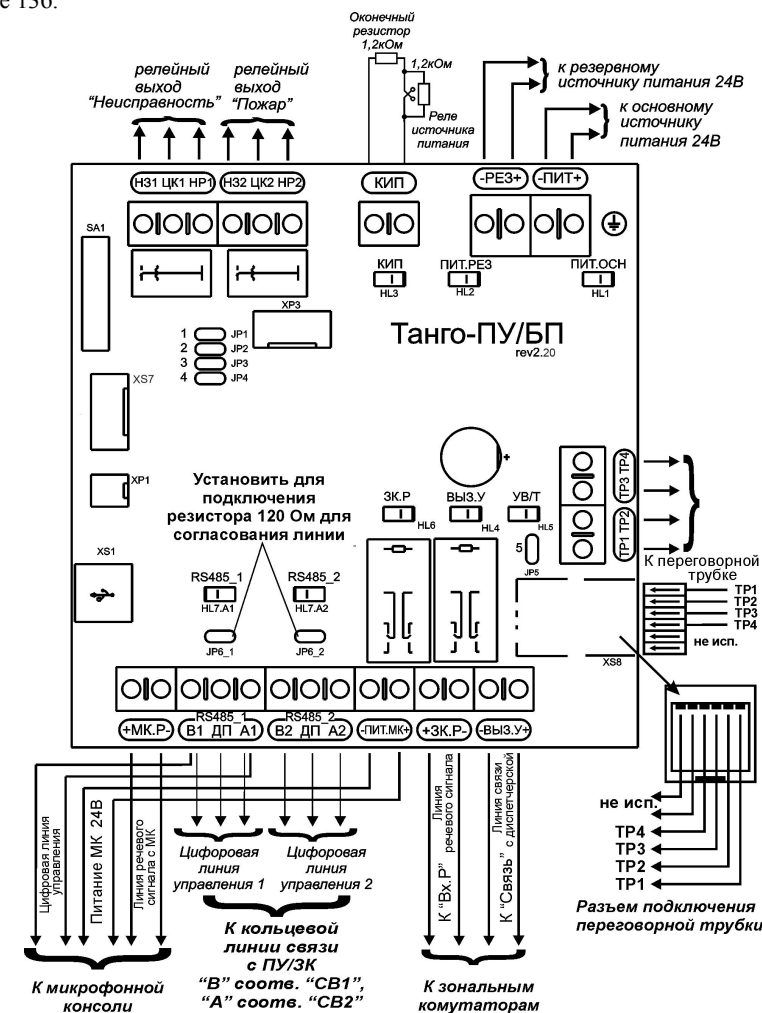 е 136.
Оконечный
резистор
1,2кОм
1,2кОм
Реле
источника
питания
релейный
выход
"Неисправность"
релейный
выход
"Пожар"
к резервному
источнику питания 24В
к основному
источнику
питания 24В
НЗ1 ЦК1 НР1
НЗ2 ЦК2 НР2
КИП
-РЕЗ+
-ПИТ+
SA1
КИП
HL3
ПИТ.РЕЗ
HL2
ПИТ.ОСН
HL1
XP3
1 JP1
2 JP2
3 JP3
4 JP4
Танго-ПУ/БП
rev2.20
XS7
XP1
XS1
Установить для
подключения
резистора 120 Ом для
согласования линии
+
ЗК.Р
HL6
ВЫЗ.У
HL4
УВ/Т
HL5
5
JP5
ТР3 ТР4
ТР1 ТР2
К переговорной
трубке
ТР1
ТР2
ТР3
ТР4
не исп.
XS8
RS485_1
HL7.A1
RS485_2
HL7.A2
JP6_1
JP6_2
+МК.Р-
RS485_1
В1 ДП А1
RS485_2
В2 ДП А2
-ПИТ.МК+
+ЗК.Р-
-ВЫЗ.У+
Цифровая линия
управления
Питание МК 24В
Линия речевого
сигнала с МК
Цифоровая
линия
управления 1
Цифоровая
линия
управления 2
К "Вх.Р"
Линия
речевого сигнала
К "Связь"
Линия связи
с диспетчерской
не исп.
ТР4
ТР3
ТР2
ТР1
Разъем подключения
переговорной трубки
К микрофонной
консоли
К кольцевой
линии связи
с ПУ/ЗК
"В" соотв. "СВ1",
"А" соотв. "СВ2"
К зональным
комутаторам